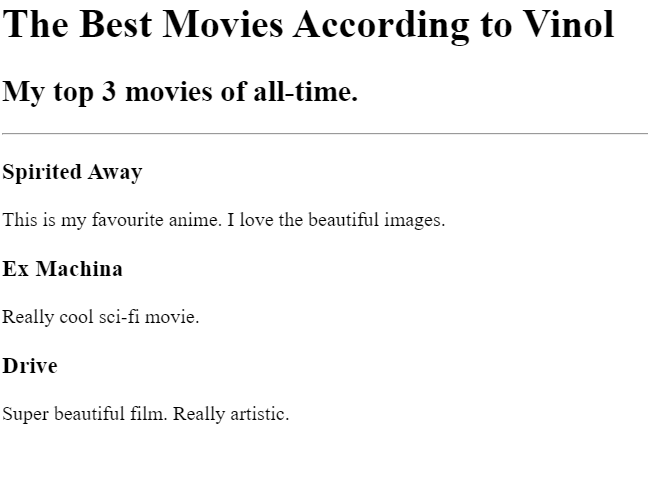 The Best Movies According to Vinol
My top 3 movies of all-time.
Spirited Away
This is my favourite anime. I love the beautiful images.
Ex Machina
Really cool sci-fi movie.
Drive
Super beautiful film. Really artistic.